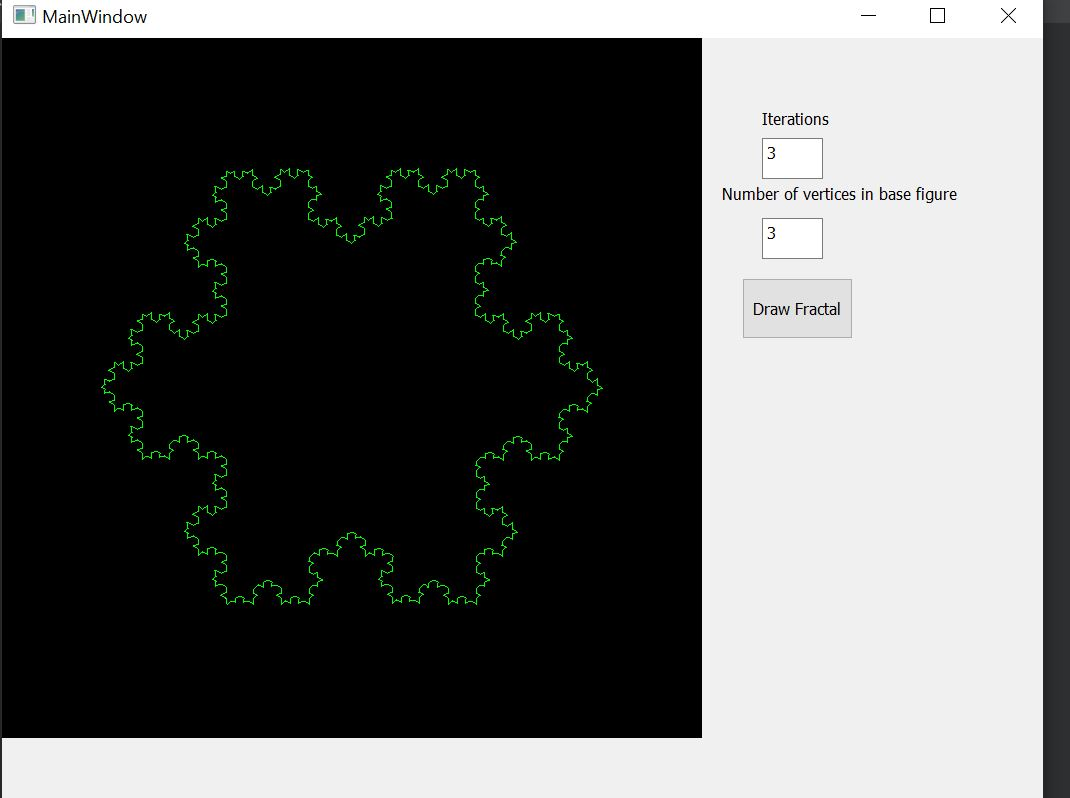 MainWindow
Iterations
3
Number of vertices in base figure
3
Draw Fractal